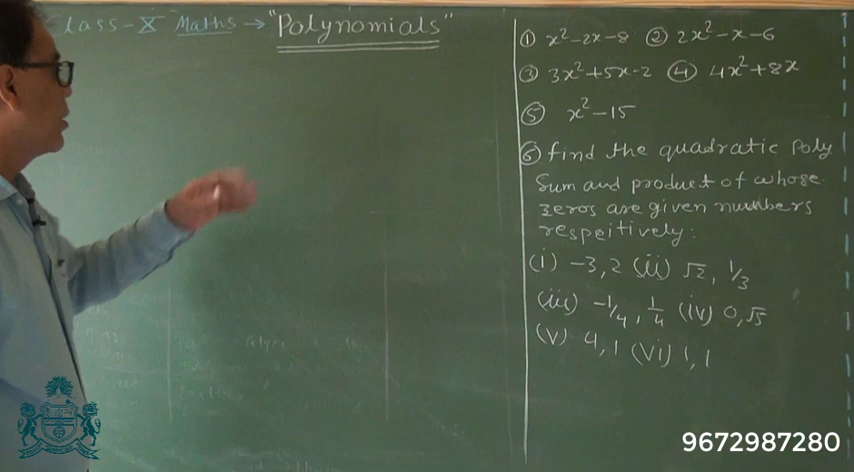 Class-X Maths → "Polynomials"
① x²-2x-8 ② 2x²-x-6
③ 3x²+5x-2 ④ 4x²+8x
⑤ x²-15
⑥ find the quadratic Poly
Sum and product of whose
zeros are given numbers
respeitively:
(i) -3, 2 (ii) √2, 1/3
(iii) -1/4, 1/4 (iv) 0, √5
(v) 4, 1 (vi) 1, 1
9672987280